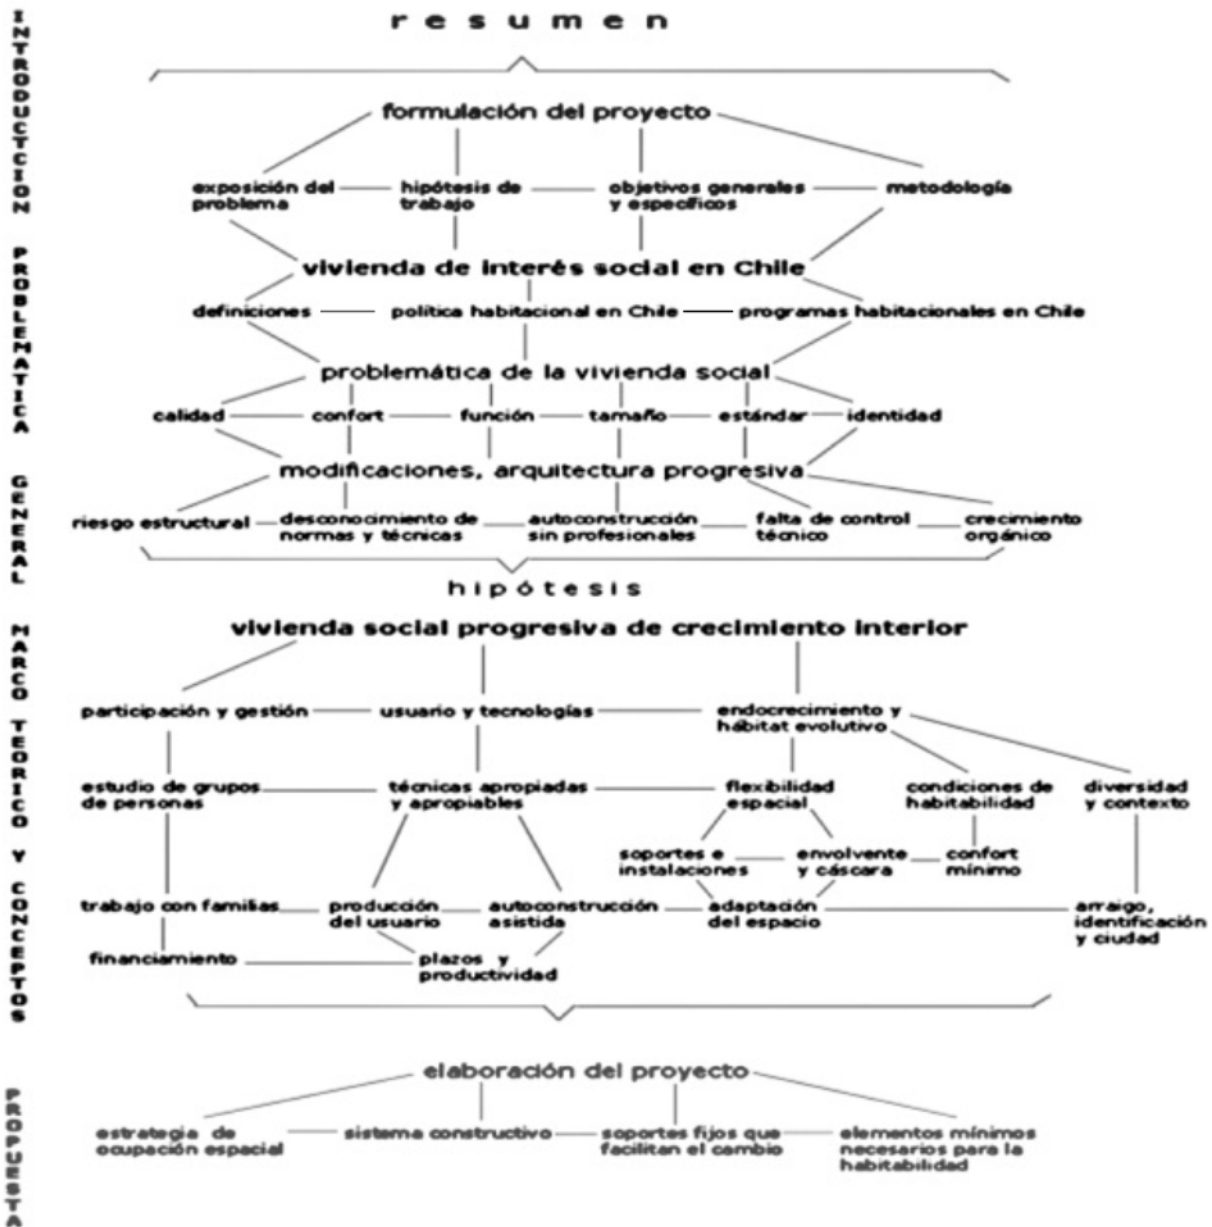 INTRODUCTCION
r e s u m e n
formulación del proyecto
exposición del
problema
hipótesis de
trabajo
objetivos generales
y específicos
metodología
PROBLEMATICA GENERAL
vivienda de interés social en Chile
definiciones
política habitacional en Chile
programas habitacionales en Chile
problemática de la vivienda social
calidad
confort
función
tamaño
estándar
identidad
modificaciones, arquitectura progresiva
riesgo estructural
desconocimiento de
normas y técnicas
autoconstrucción
sin profesionales
falta de control
técnico
crecimiento
orgánico
h i p ó t e s i s
MARCO TEORICO Y CONCEPTOS
vivienda social progresiva de crecimiento interior
participación y gestión
usuario y tecnologías
endocrecimiento y
hábitat evolutivo
estudio de grupos
de personas
técnicas apropiadas
y apropiables
flexibilidad
espacial
condiciones de
habitabilidad
diversidad
y contexto
soportes e
instalaciones
envolvente
y cáscara
confort
mínimo
trabajo con familias
producción
del usuario
autoconstrucción
asistida
adaptación
del espacio
arraigo,
identificación
y ciudad
financiamiento
plazos y
productividad
PROPUESTA
elaboración del proyecto
estrategia de
ocupación espacial
sistema constructivo
soportes fijos que
facilitan el cambio
elementos mínimos
necesarios para la
habitabilidad